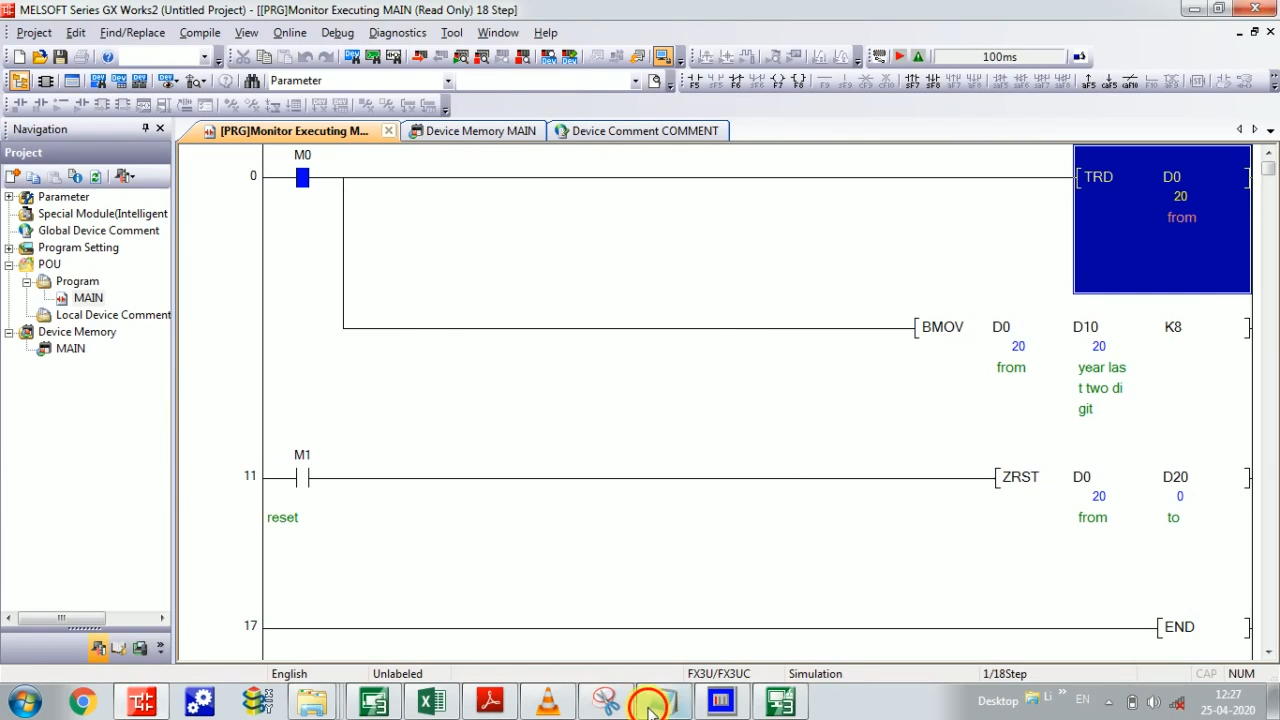 MELSOFT Series GX Works2 (Untitled Project) - [[PRG]Monitor Executing MAIN (Read Only) 18 Step]
Project Edit Find/Replace Compile View Online Debug Diagnostics Tool Window Help
100ms
Parameter
Navigation
[PRG]Monitor Executing M...
Device Memory MAIN
Device Comment COMMENT
Project
Parameter
Special Module(Intelligent
Global Device Comment
Program Setting
POU
Program
MAIN
Local Device Comment
Device Memory
MAIN
M0
0
TRD D0
20
from
BMOV D0 D10 K8
20 20
from year las
t two di
git
M1
11
ZRST D0 D20
20 0
reset from to
17
END
English Unlabeled FX3U/FX3UC Simulation 1/18Step CAP NUM
Desktop Li EN
12:27
25-04-2020